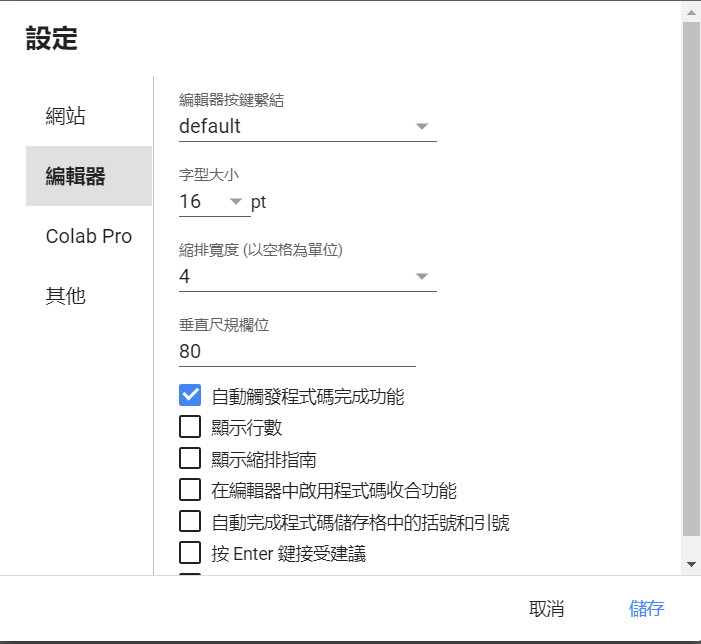 設定
網站
編輯器
Colab Pro
其他
編輯器按鍵繫結
default
字型大小
16 pt
縮排寬度 (以空格為單位)
4
垂直尺規欄位
80
自動觸發程式碼完成功能
顯示行數
顯示縮排指南
在編輯器中啟用程式碼收合功能
自動完成程式碼儲存格中的括號和引號
按 Enter 鍵接受建議
取消
儲存